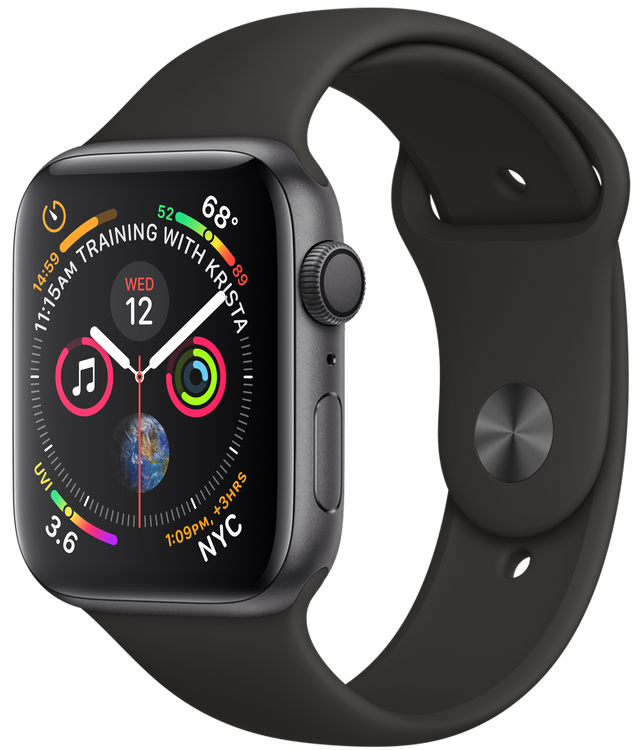 14:59
52
68°
89
11:15AM TRAINING WITH KRISTA
WED
12
UVI
3.6
1:09PM, +3HRS
NYC